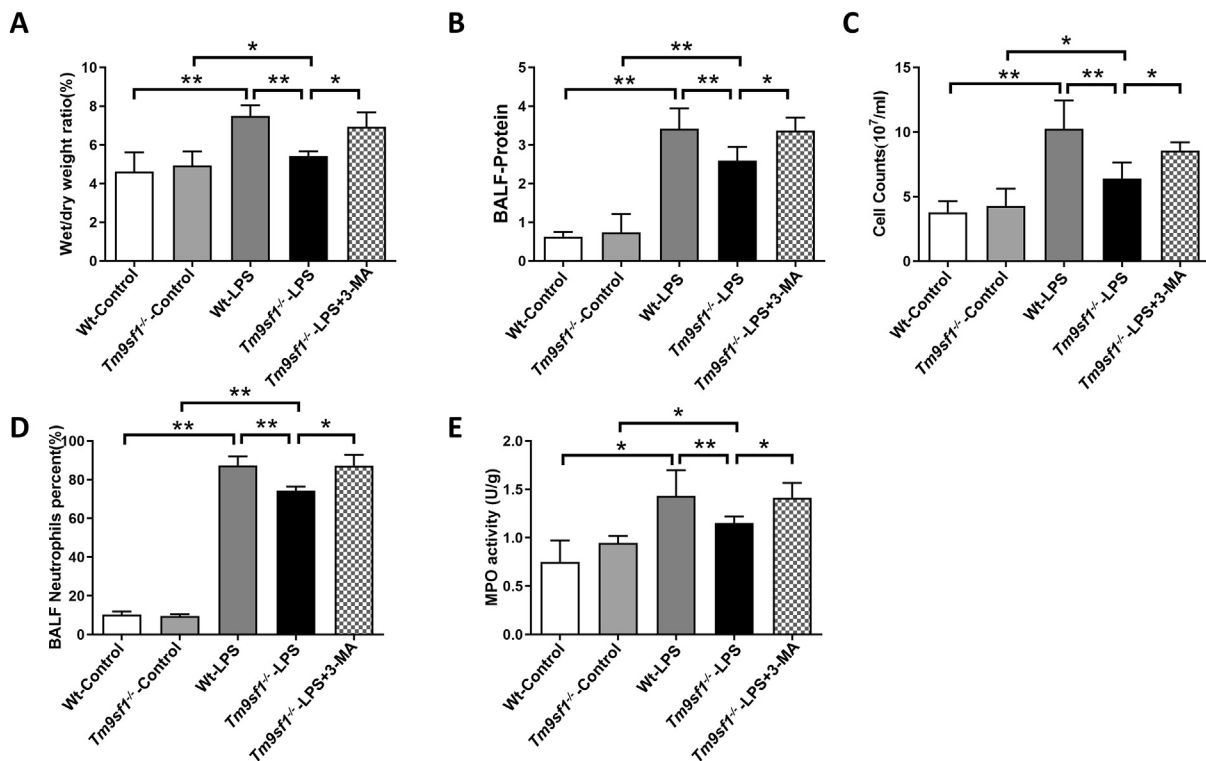 A
Wet/dry weight ratio(%)
10
8
6
4
2
0
*
**
**
*
Wt-Control
Tm9sf1-/- -Control
Wt-LPS
Tm9sf1-/- -LPS
Tm9sf1-/- -LPS+3-MA
B
BALF-Protein
5
4
3
2
1
0
**
**
**
*
Wt-Control
Tm9sf1-/- -Control
Wt-LPS
Tm9sf1-/- -LPS
Tm9sf1-/- -LPS+3-MA
C
Cell Counts(10⁷/ml)
15
10
5
0
*
**
**
*
Wt-Control
Tm9sf1-/- -Control
Wt-LPS
Tm9sf1-/- -LPS
Tm9sf1-/- -LPS+3-MA
D
BALF Neutrophils percent(%)
100
80
60
40
20
0
**
**
**
*
Wt-Control
Tm9sf1-/- -Control
Wt-LPS
Tm9sf1-/- -LPS
Tm9sf1-/- -LPS+3-MA
E
MPO activity (U/g)
2.0
1.5
1.0
0.5
0.0
*
*
**
*
Wt-Control
Tm9sf1-/- -Control
Wt-LPS
Tm9sf1-/- -LPS
Tm9sf1-/- -LPS+3-MA